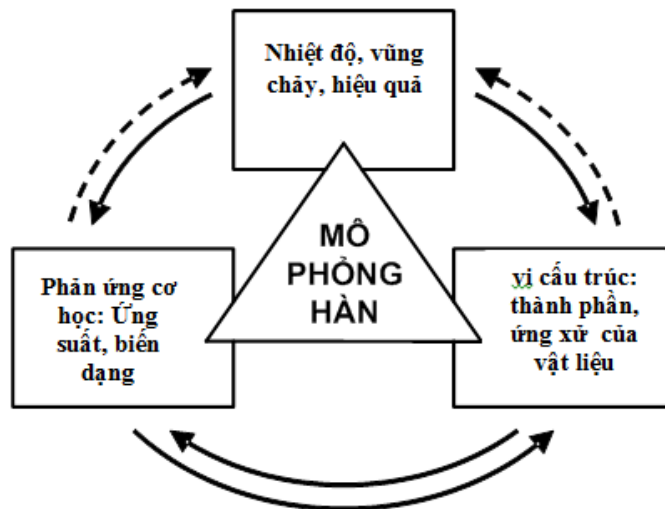 Nhiệt độ, vũng
chảy, hiệu quả
MÔ
PHỎNG
HÀN
Phản ứng cơ
học: Ứng
suất, biến
dạng
vị cấu trúc:
thành phần,
ứng xử của
vật liệu